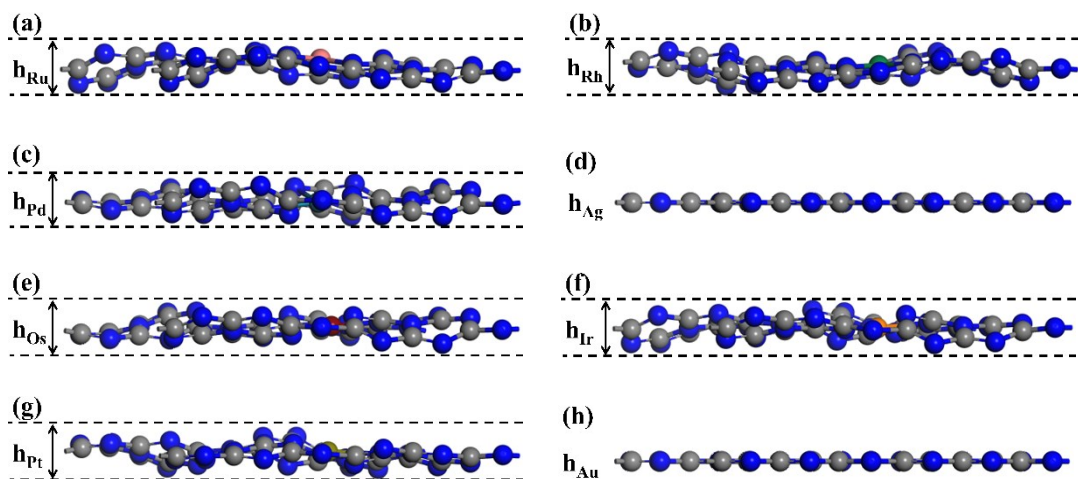 (a)
h_Ru
(b)
h_Rh
(c)
h_Pd
(d)
h_Ag
(e)
h_Os
(f)
h_Ir
(g)
h_Pt
(h)
h_Au